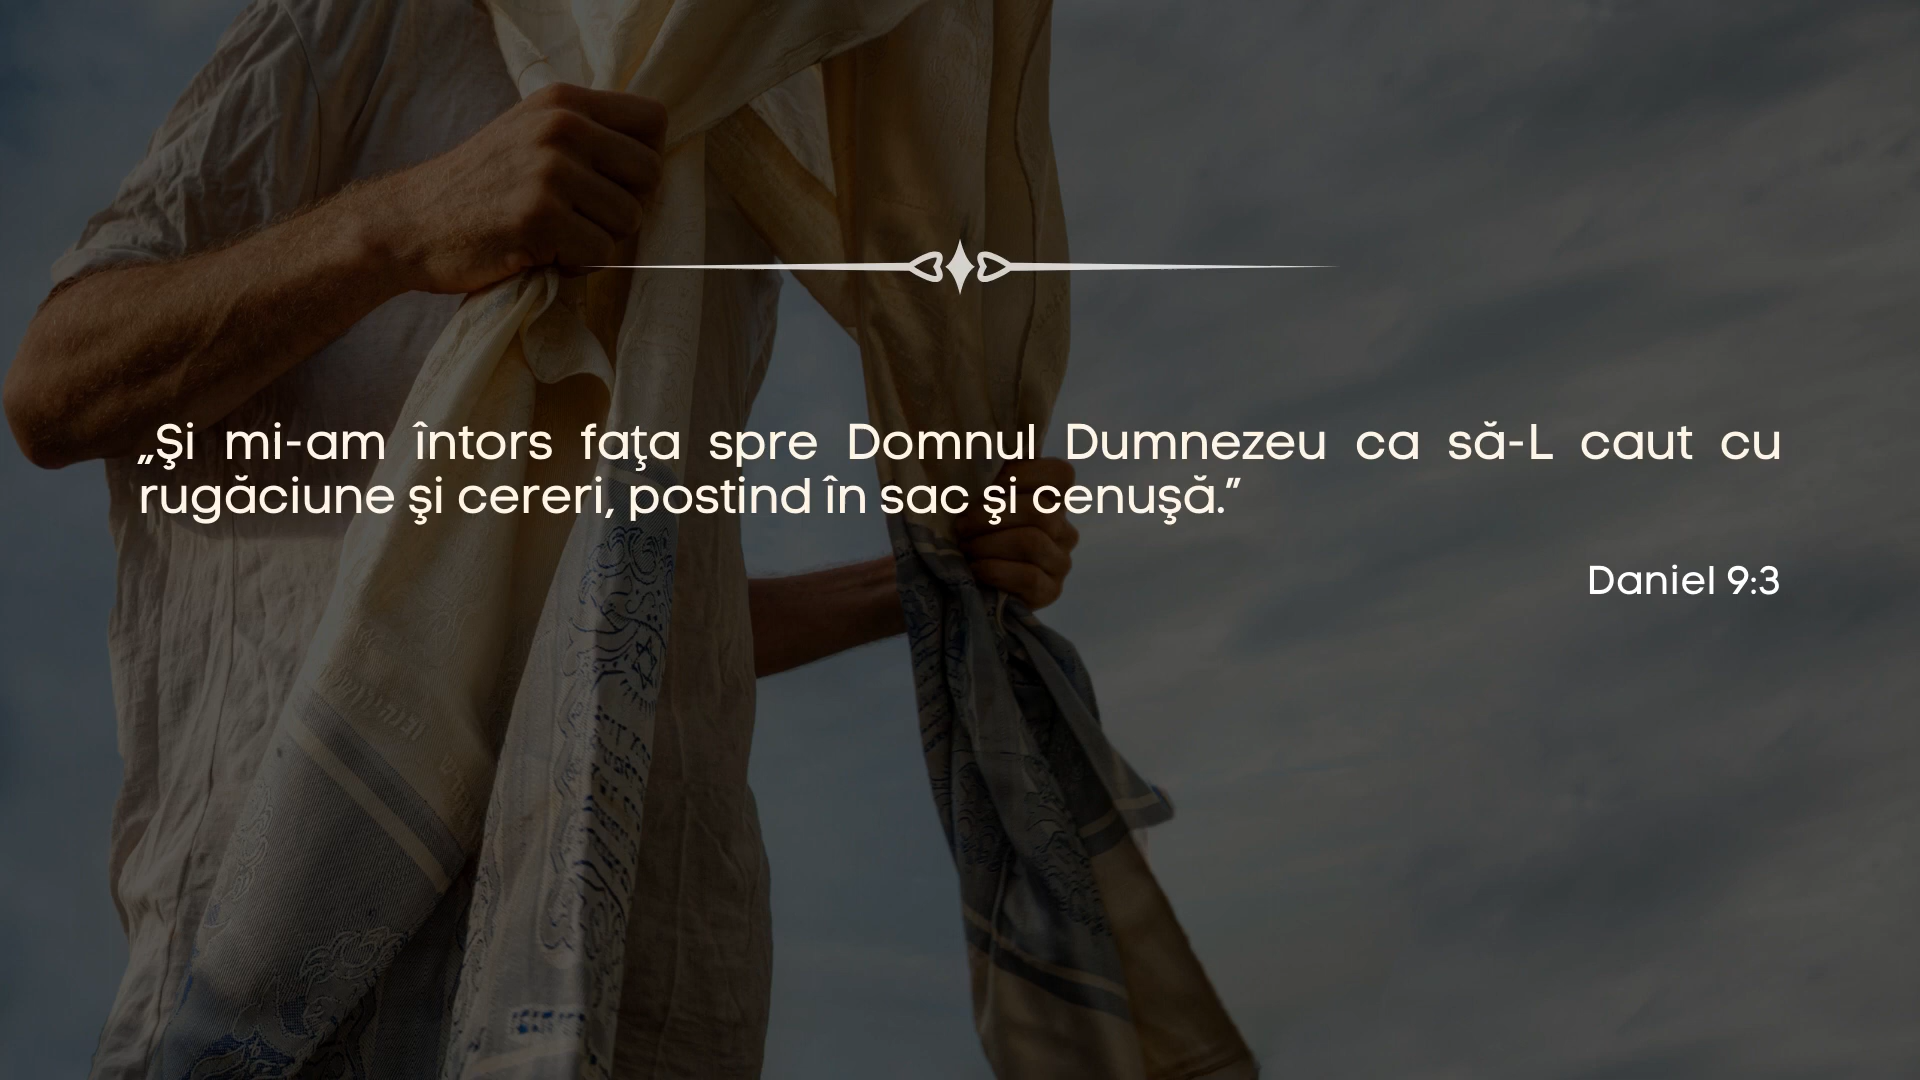 „Şi mi-am întors faţa spre Domnul Dumnezeu ca să-L caut cu
rugăciune şi cereri, postind în sac şi cenuşă.”
Daniel 9:3